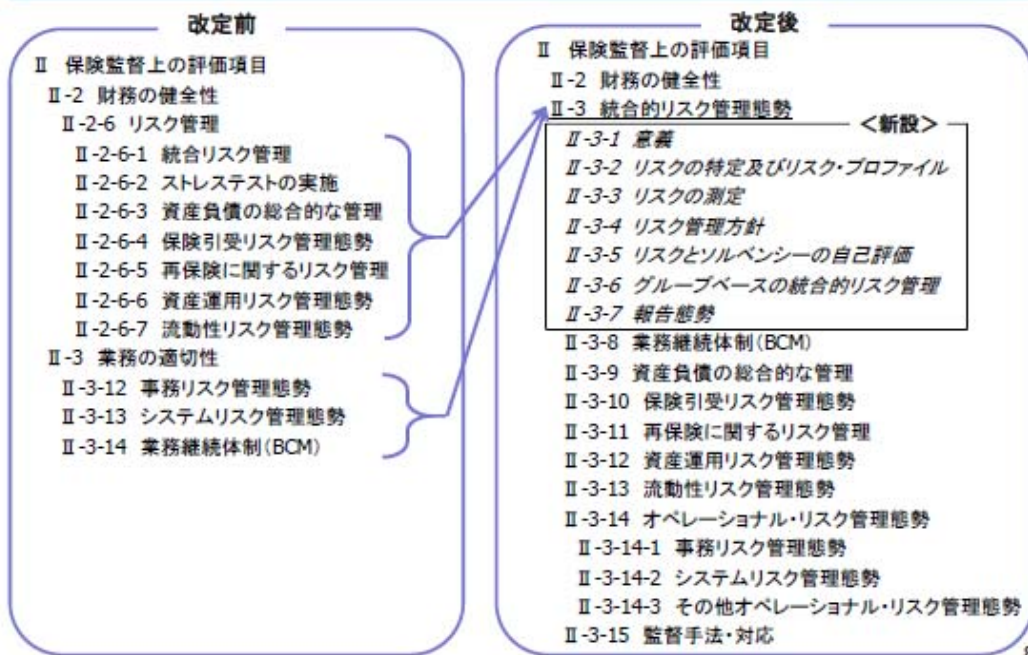 改定前
Ⅱ 保険監督上の評価項目
Ⅱ-2 財務の健全性
Ⅱ-2-6 リスク管理
Ⅱ-2-6-1 統合リスク管理
Ⅱ-2-6-2 ストレステストの実施
Ⅱ-2-6-3 資産負債の総合的な管理
Ⅱ-2-6-4 保険引受リスク管理態勢
Ⅱ-2-6-5 再保険に関するリスク管理
Ⅱ-2-6-6 資産運用リスク管理態勢
Ⅱ-2-6-7 流動性リスク管理態勢
Ⅱ-3 業務の適切性
Ⅱ-3-12 事務リスク管理態勢
Ⅱ-3-13 システムリスク管理態勢
Ⅱ-3-14 業務継続体制(BCM)
改定後
Ⅱ 保険監督上の評価項目
Ⅱ-2 財務の健全性
Ⅱ-3 統合的リスク管理態勢
<新設>
Ⅱ-3-1 意義
Ⅱ-3-2 リスクの特定及びリスク・プロファイル
Ⅱ-3-3 リスクの測定
Ⅱ-3-4 リスク管理方針
Ⅱ-3-5 リスクとソルベンシーの自己評価
Ⅱ-3-6 グループベースの統合的リスク管理
Ⅱ-3-7 報告態勢
Ⅱ-3-8 業務継続体制(BCM)
Ⅱ-3-9 資産負債の総合的な管理
Ⅱ-3-10 保険引受リスク管理態勢
Ⅱ-3-11 再保険に関するリスク管理
Ⅱ-3-12 資産運用リスク管理態勢
Ⅱ-3-13 流動性リスク管理態勢
Ⅱ-3-14 オペレーショナル・リスク管理態勢
Ⅱ-3-14-1 事務リスク管理態勢
Ⅱ-3-14-2 システムリスク管理態勢
Ⅱ-3-14-3 その他オペレーショナル・リスク管理態勢
Ⅱ-3-15 監督手法・対応